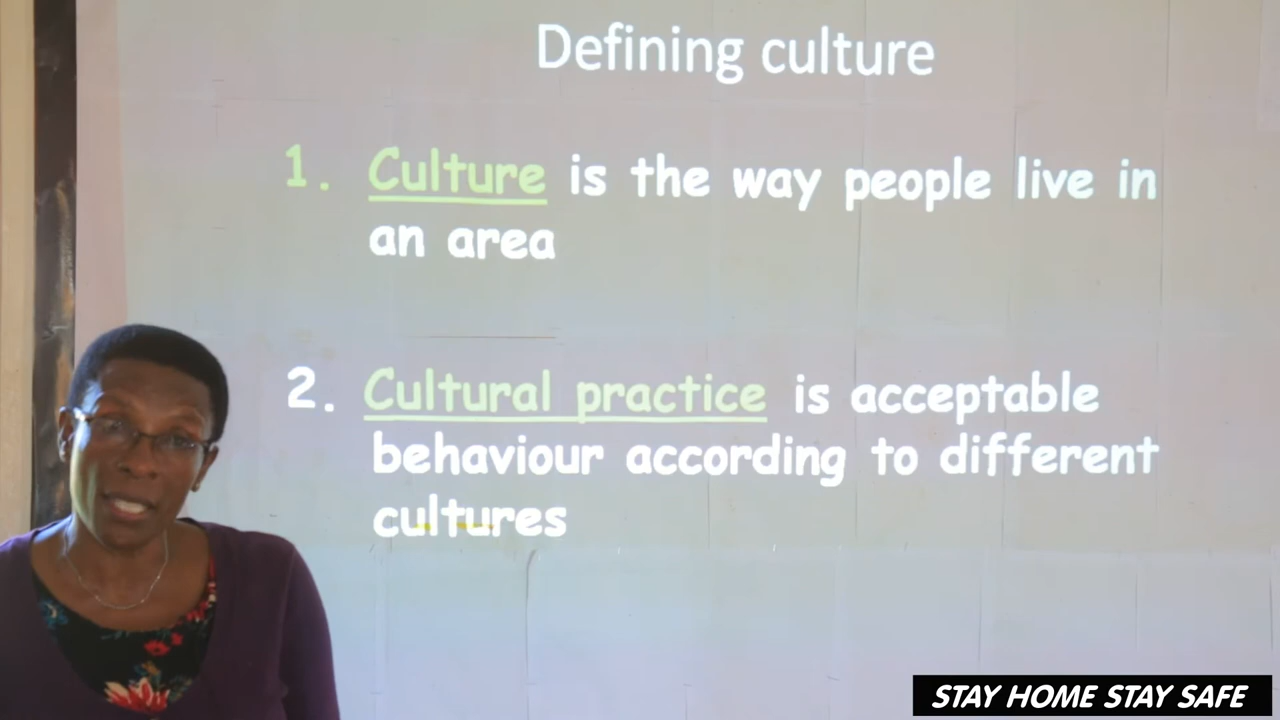 Defining culture
1. Culture is the way people live in
an area
2. Cultural practice is acceptable
behaviour according to different
cultures
STAY HOME STAY SAFE